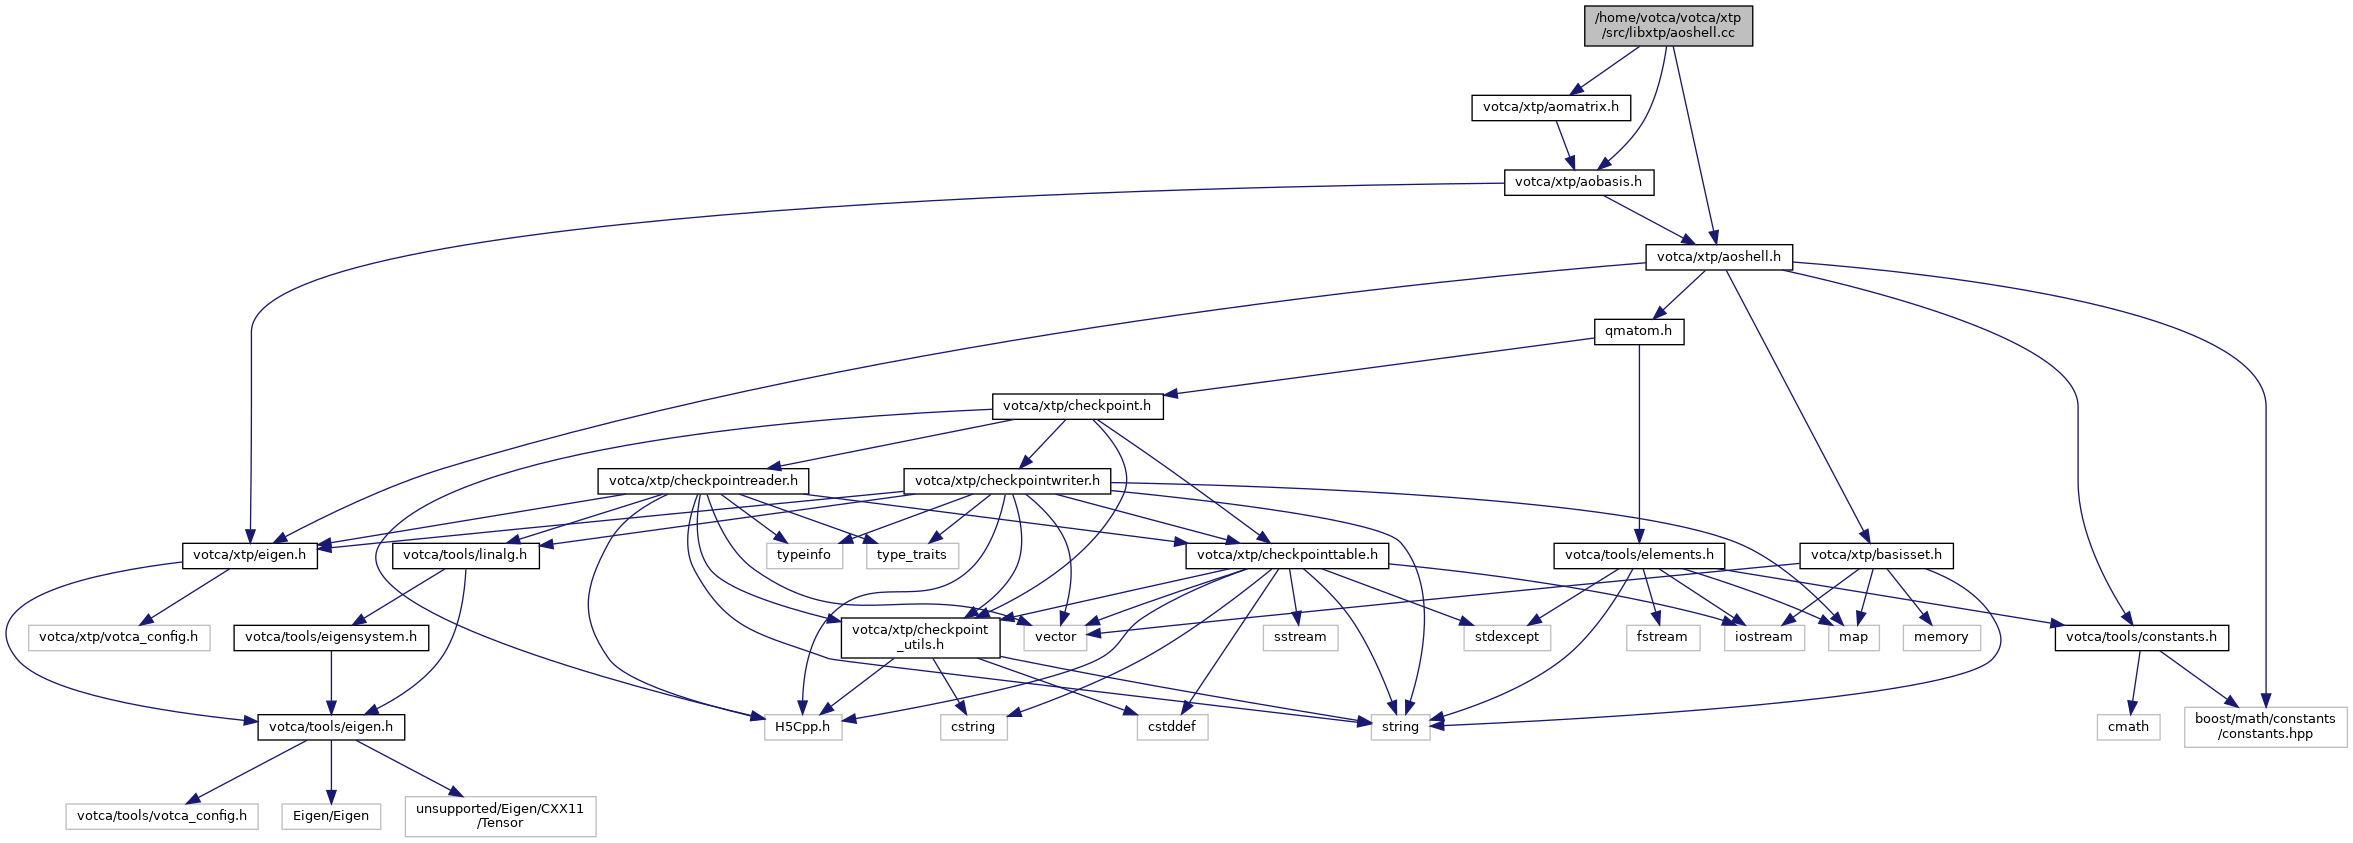 /home/votca/votca/xtp
/src/libxtp/aoshell.cc
votca/xtp/aomatrix.h
votca/xtp/aobasis.h
votca/xtp/aoshell.h
qmatom.h
votca/xtp/checkpoint.h
votca/xtp/checkpointreader.h
votca/xtp/checkpointwriter.h
votca/xtp/eigen.h
votca/tools/linalg.h
typeinfo
type_traits
votca/xtp/checkpointtable.h
votca/tools/elements.h
votca/xtp/basisset.h
votca/xtp/votca_config.h
votca/tools/eigensystem.h
votca/xtp/checkpoint
_utils.h
vector
sstream
stdexcept
fstream
iostream
map
memory
votca/tools/constants.h
votca/tools/eigen.h
H5Cpp.h
cstring
cstddef
string
cmath
boost/math/constants
/constants.hpp
votca/tools/votca_config.h
Eigen/Eigen
unsupported/Eigen/CXX11
/Tensor